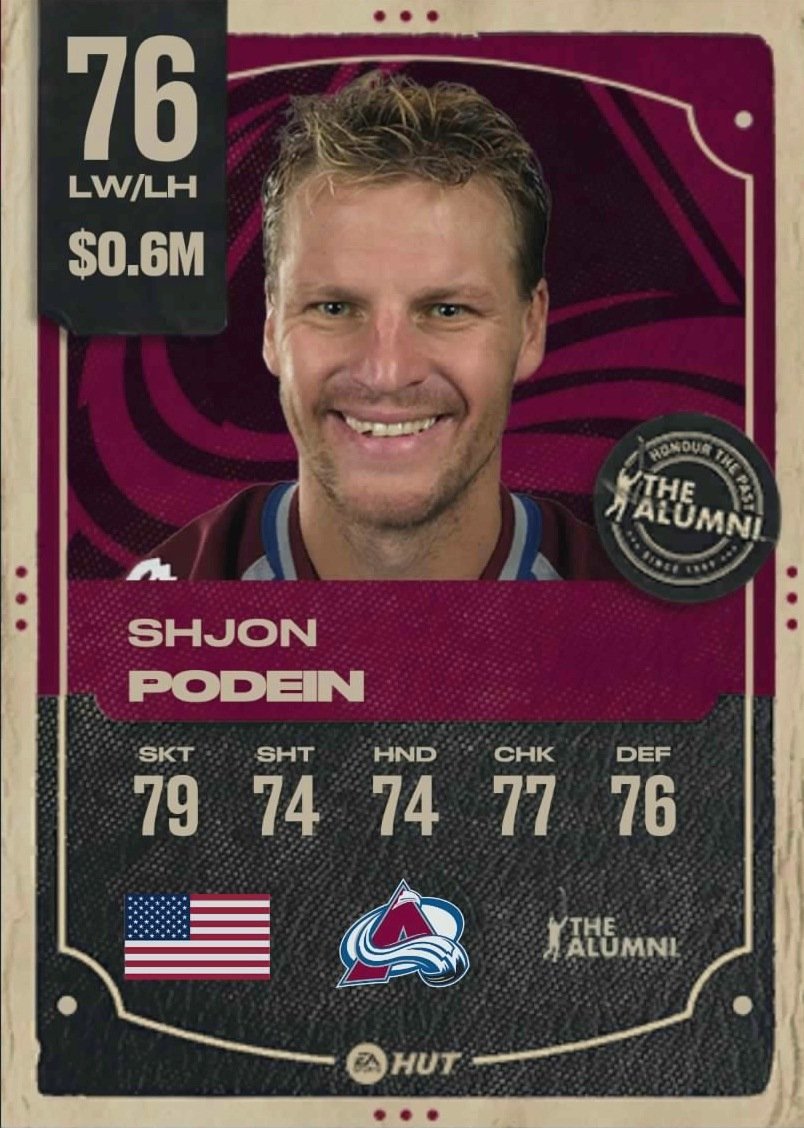 76
LW/LH
$0.6M
HONOUR THE PAST
THE
ALUMNI
SHJON
PODEIN
SKT SHT HND CHK DEF
79 74 74 77 76
A
THE
ALUMNI
EA HUT